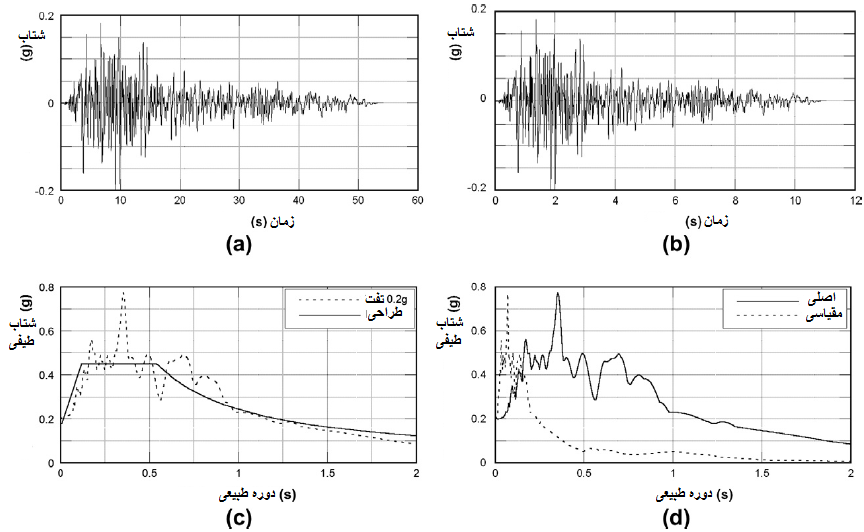 0.2
شتاب
(g)
0
0.2
0 10 20 30 40 50 60
زمان (s)
(a)
0.2
شتاب
(g)
0
-0.2
0 2 4 6 8 10 12
زمان (s)
(b)
0.8
(g)
شتاب
طیفی
0.6
0.4
0.2
0
0 0.5 1 1.5 2
0.2g تفت
طراحیا
دوره طبیعی (s)
(c)
0.8
(g)
شتاب
طیفی
0.6
0.4
0.2
0
0 0.5 1 1.5 2
اصلی
مقیاسی
دوره طبیعی (s)
(d)